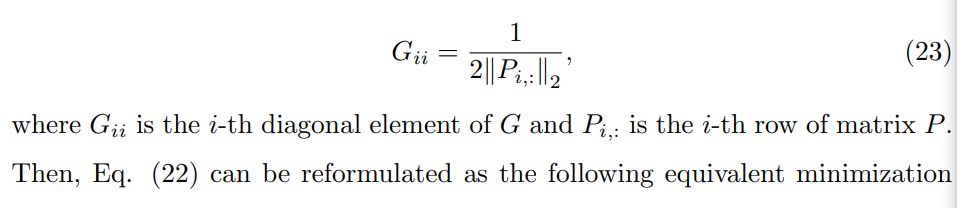 G_{ii} = \frac{1}{2\|P_{i,:}\|_2}, (23)
where G_{ii} is the i-th diagonal element of G and P_{i,:} is the i-th row of matrix P.
Then, Eq. (22) can be reformulated as the following equivalent minimization